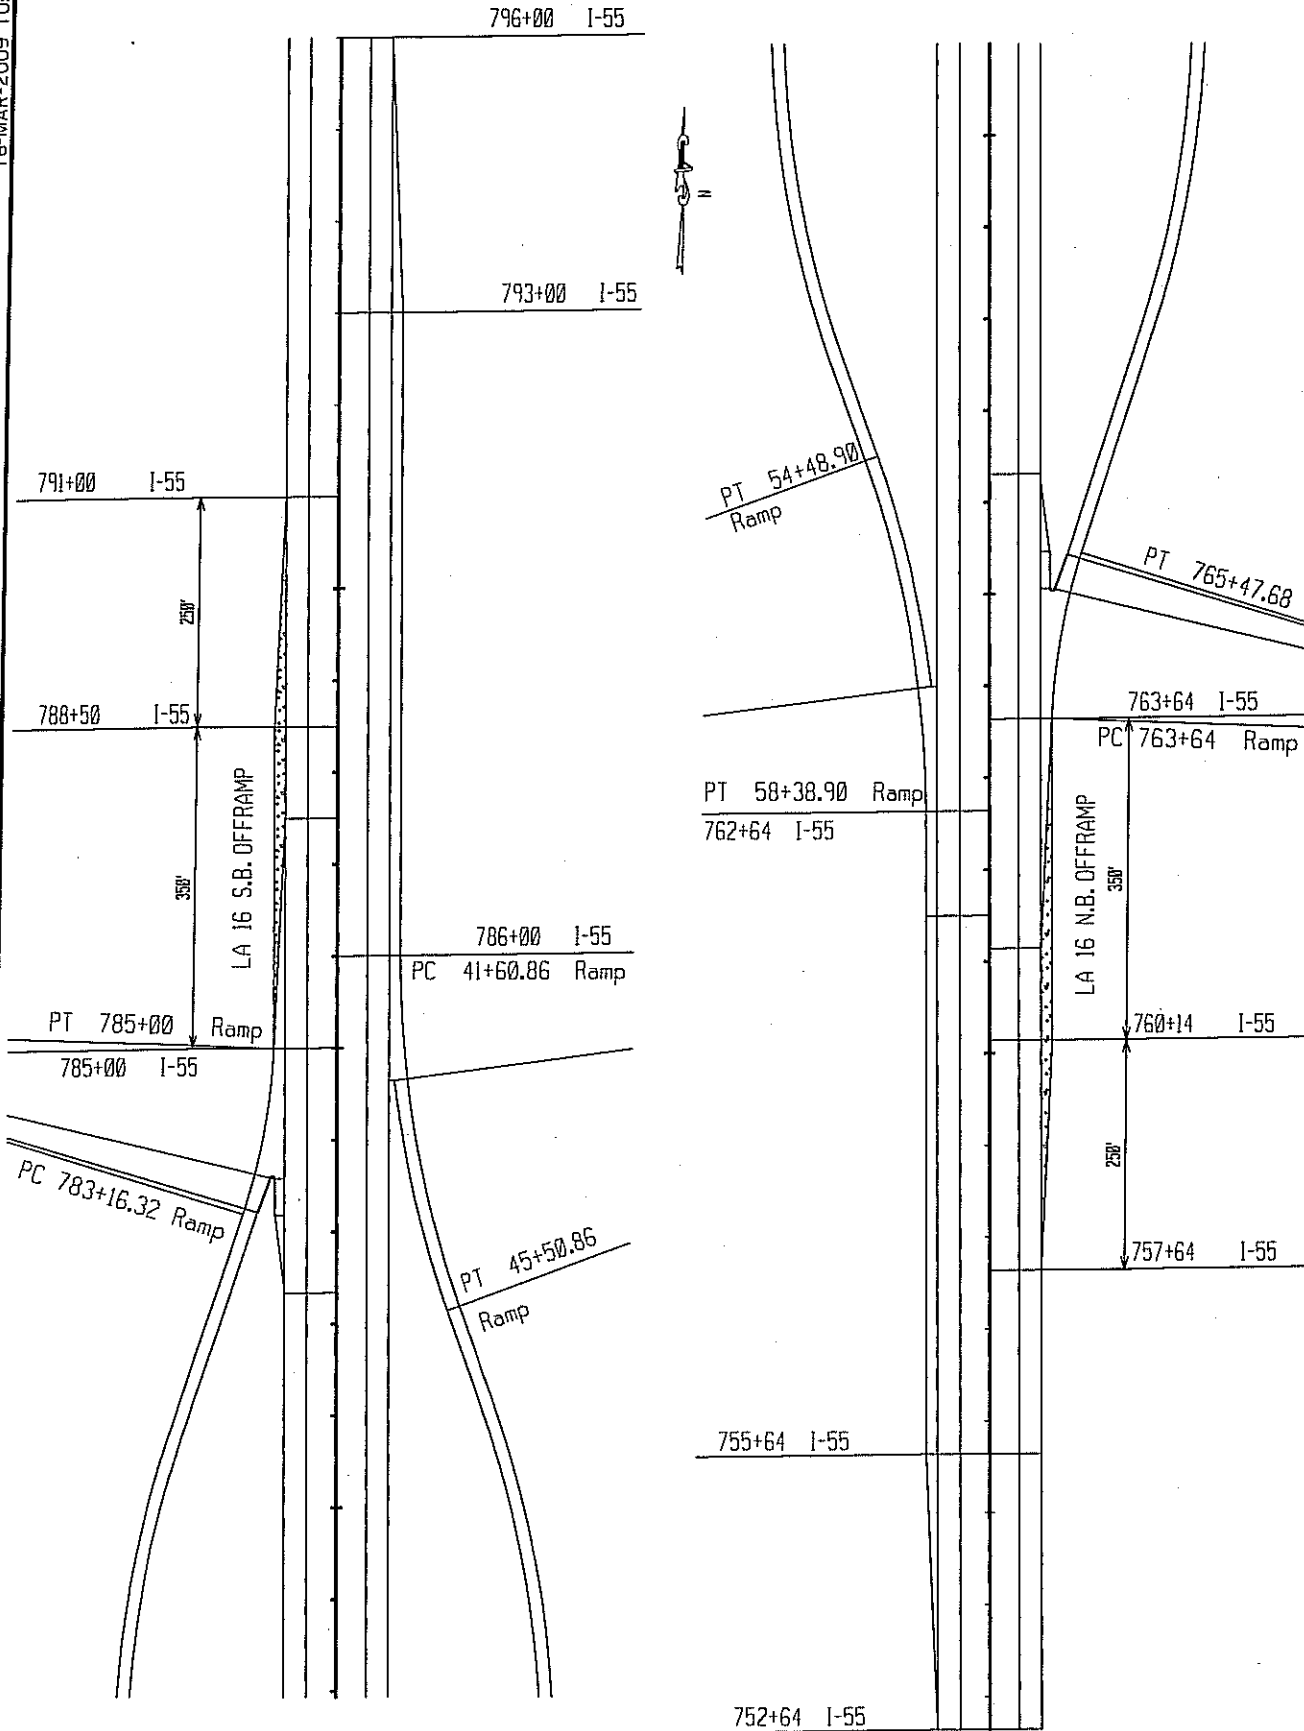 18-MAR-2009
796+00 I-55
793+00 I-55
791+00 I-55
250'
788+50 I-55
350'
LA 16 S.B. OFFRAMP
786+00 I-55
PC 41+60.86 Ramp
PT 785+00 Ramp
785+00 I-55
PC 783+16.32 Ramp
PT 45+50.86
Ramp
PT 54+48.90
Ramp
PT 765+47.68
763+64 I-55
PC 763+64 Ramp
PT 58+38.90 Ramp
762+64 I-55
LA 16 N.B. OFFRAMP
350'
760+14 I-55
250'
757+64 I-55
755+64 I-55
752+64 I-55